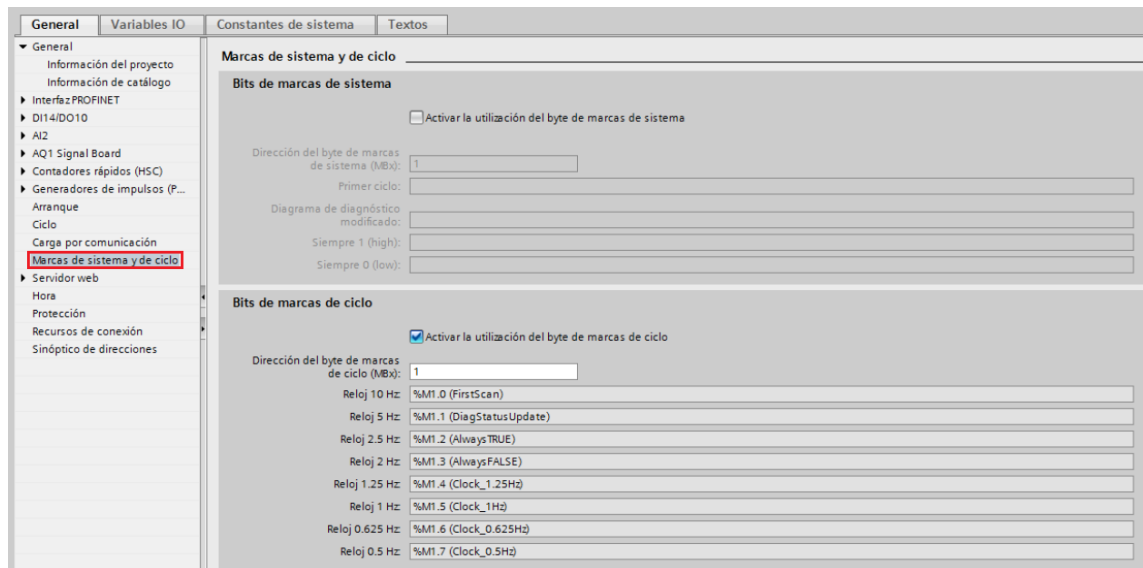 General Variables IO Constantes de sistema Textos
General
Información del proyecto
Información de catálogo
Interfaz PROFINET
DI14/DO10
AI2
AQ1 Signal Board
Contadores rápidos (HSC)
Generadores de impulsos (P...
Arranque
Ciclo
Carga por comunicación
Marcas de sistema y de ciclo
Servidor web
Hora
Protección
Recursos de conexión
Sinóptico de direcciones
Marcas de sistema y de ciclo
Bits de marcas de sistema
Activar la utilización del byte de marcas de sistema
Dirección del byte de marcas
de sistema (MBx): 1
Primer ciclo:
Diagrama de diagnóstico
modificado:
Siempre 1 (high):
Siempre 0 (low):
Bits de marcas de ciclo
Activar la utilización del byte de marcas de ciclo
Dirección del byte de marcas
de ciclo (MBx): 1
Reloj 10 Hz: %M1.0 (FirstScan)
Reloj 5 Hz: %M1.1 (DiagStatusUpdate)
Reloj 2.5 Hz: %M1.2 (AlwaysTRUE)
Reloj 2 Hz: %M1.3 (AlwaysFALSE)
Reloj 1.25 Hz: %M1.4 (Clock_1.25Hz)
Reloj 1 Hz: %M1.5 (Clock_1Hz)
Reloj 0.625 Hz: %M1.6 (Clock_0.625Hz)
Reloj 0.5 Hz: %M1.7 (Clock_0.5Hz)